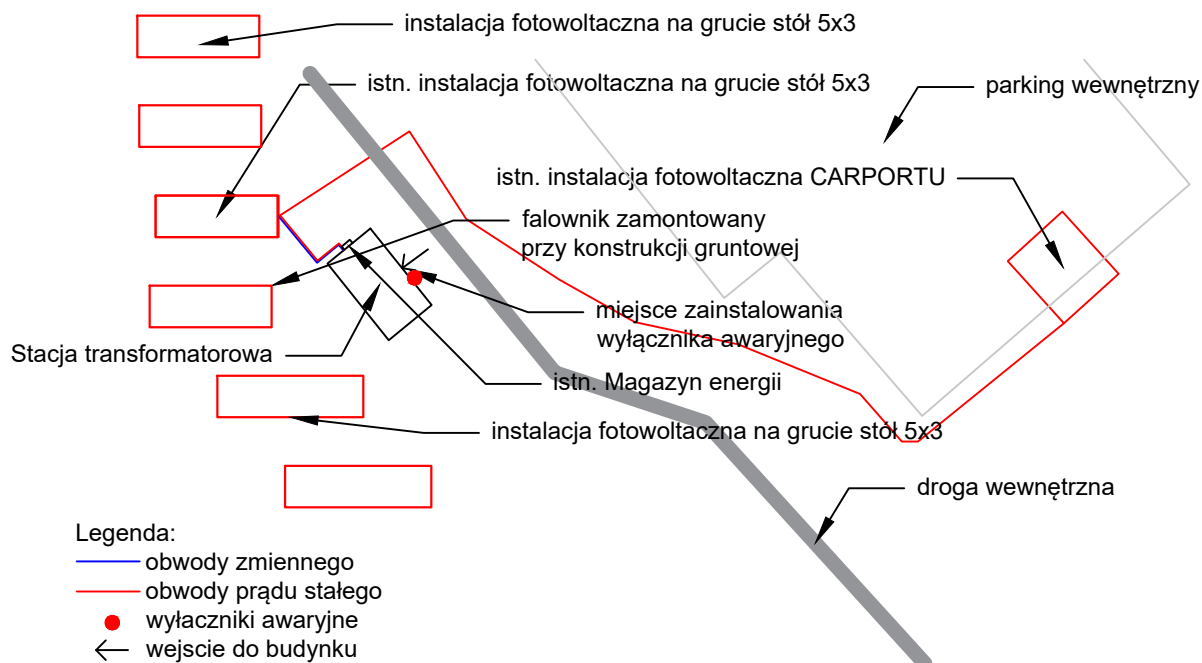 instalacja fotowoltaczna na grucie stół 5x3
istn. instalacja fotowoltaczna na grucie stół 5x3
parking wewnętrzny
istn. instalacja fotowoltaczna CARPORTU
falownik zamontowany
przy konstrukcji gruntowej
miejsce zainstalowania
wyłącznika awaryjnego
Stacja transformatorowa
istn. Magazyn energii
instalacja fotowoltaczna na grucie stół 5x3
droga wewnętrzna
Legenda:
obwody zmiennego
obwody prądu stałego
wyłaczniki awaryjne
wejscie do budynku